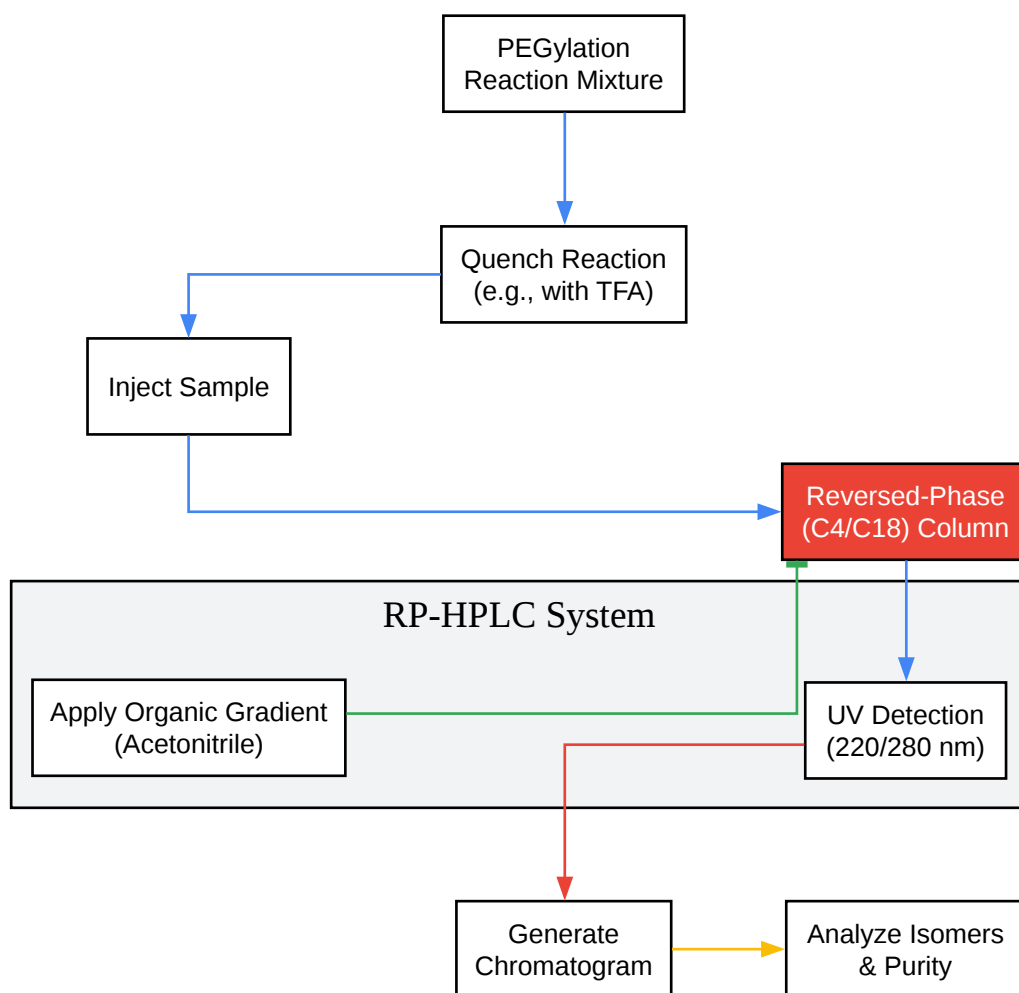 PEGylation
Reaction Mixture
Quench Reaction
(e.g., with TFA)
Inject Sample
Reversed-Phase
(C4/C18) Column
RP-HPLC System
Apply Organic Gradient
(Acetonitrile)
UV Detection
(220/280 nm)
Generate
Chromatogram
Analyze Isomers
& Purity